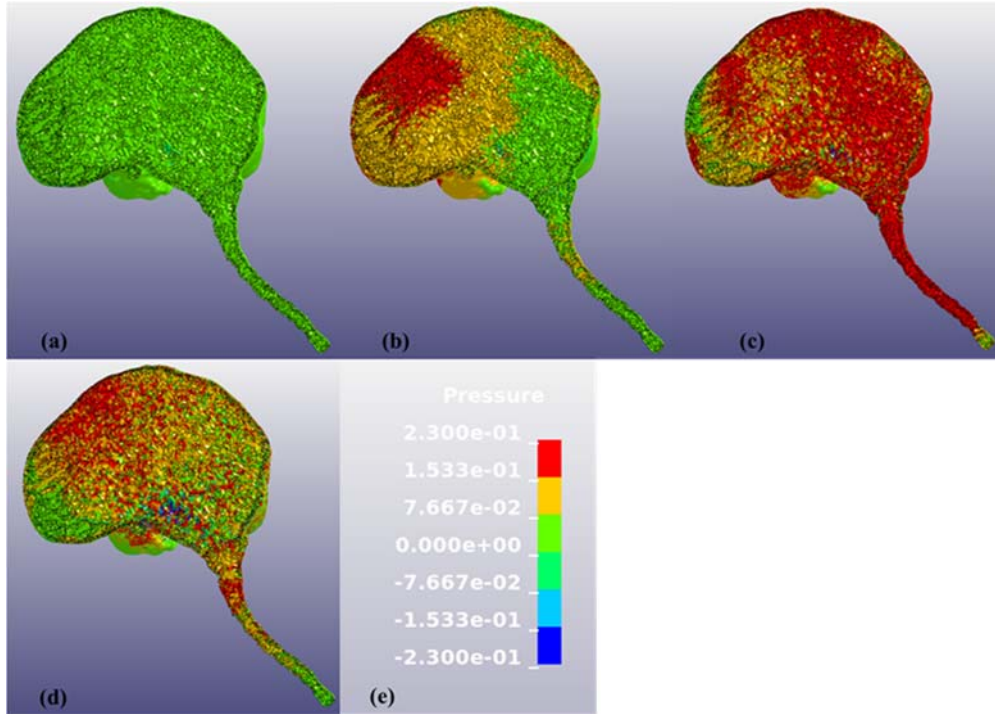 (a)
(b)
(c)
(d)
(e)
Pressure
2.300e-01
1.533e-01
7.667e-02
0.000e+00
-7.667e-02
-1.533e-01
-2.300e-01